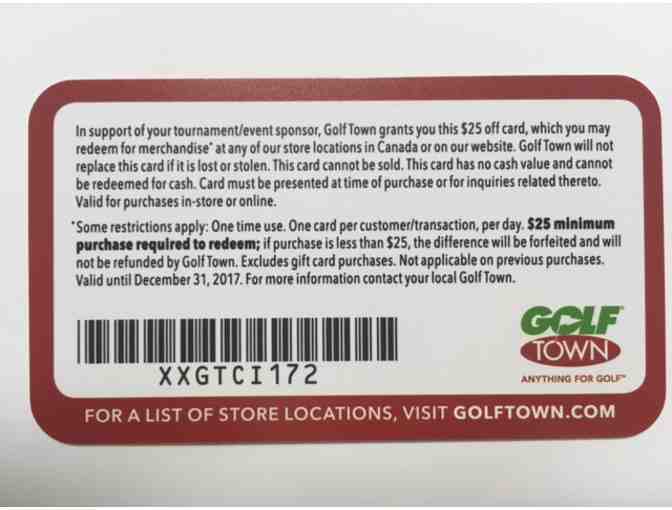 In support of your tournament/event sponsor, Golf Town grants you this $25 off card, which you may
redeem for merchandise* at any of our store locations in Canada or on our website. Golf Town will not
replace this card if it is lost or stolen. This card cannot be sold. This card has no cash value and cannot
be redeemed for cash. Card must be presented at time of purchase or for inquiries related thereto.
Valid for purchases in-store or online.
*Some restrictions apply: One time use. One card per customer/transaction, per day. $25 minimum
purchase required to redeem; if purchase is less than $25, the difference will be forfeited and will
not be refunded by Golf Town. Excludes gift card purchases. Not applicable on previous purchases.
Valid until December 31, 2017. For more information contact your local Golf Town.
XXGTCI172
GOLF
TOWN
ANYTHING FOR GOLF™
FOR A LIST OF STORE LOCATIONS, VISIT GOLFTOWN.COM